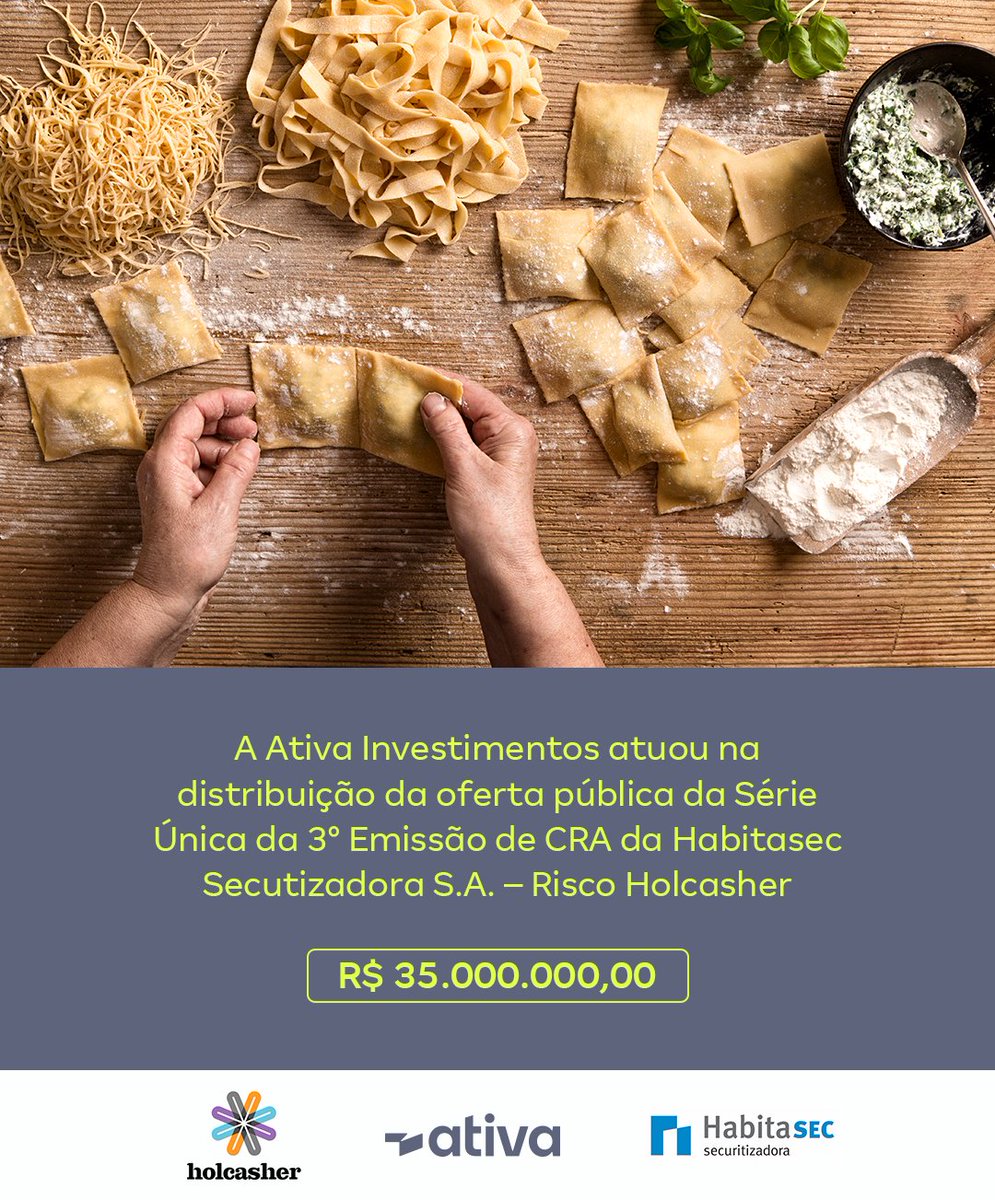 A Ativa Investimentos atuou na
distribuição da oferta pública da Série
Única da 3° Emissão de CRA da Habitasec
Secutizadora S.A. – Risco Holcasher
R$ 35.000.000,00
holcasher
ativa
HabitaSEC
securitizadora